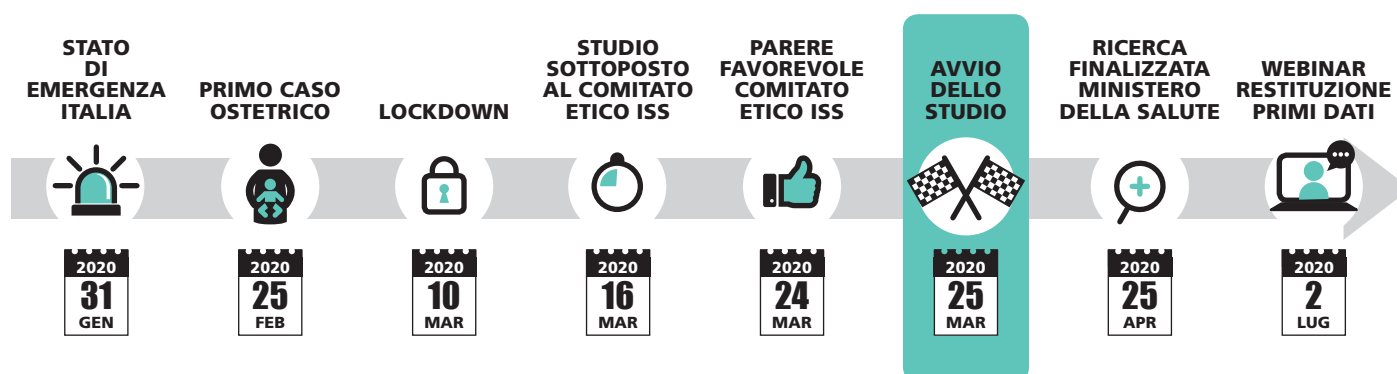 STATO
DI
EMERGENZA
ITALIA
2020
31
GEN
PRIMO CASO
OSTETRICO
2020
25
FEB
LOCKDOWN
2020
10
MAR
STUDIO
SOTTOPOSTO
AL COMITATO
ETICO ISS
2020
16
MAR
PARERE
FAVOREVOLE
COMITATO
ETICO ISS
2020
24
MAR
AVVIO
DELLO
STUDIO
2020
25
MAR
RICERCA
FINALIZZATA
MINISTERO
DELLA SALUTE
2020
25
APR
WEBINAR
RESTITUZIONE
PRIMI DATI
2020
2
LUG